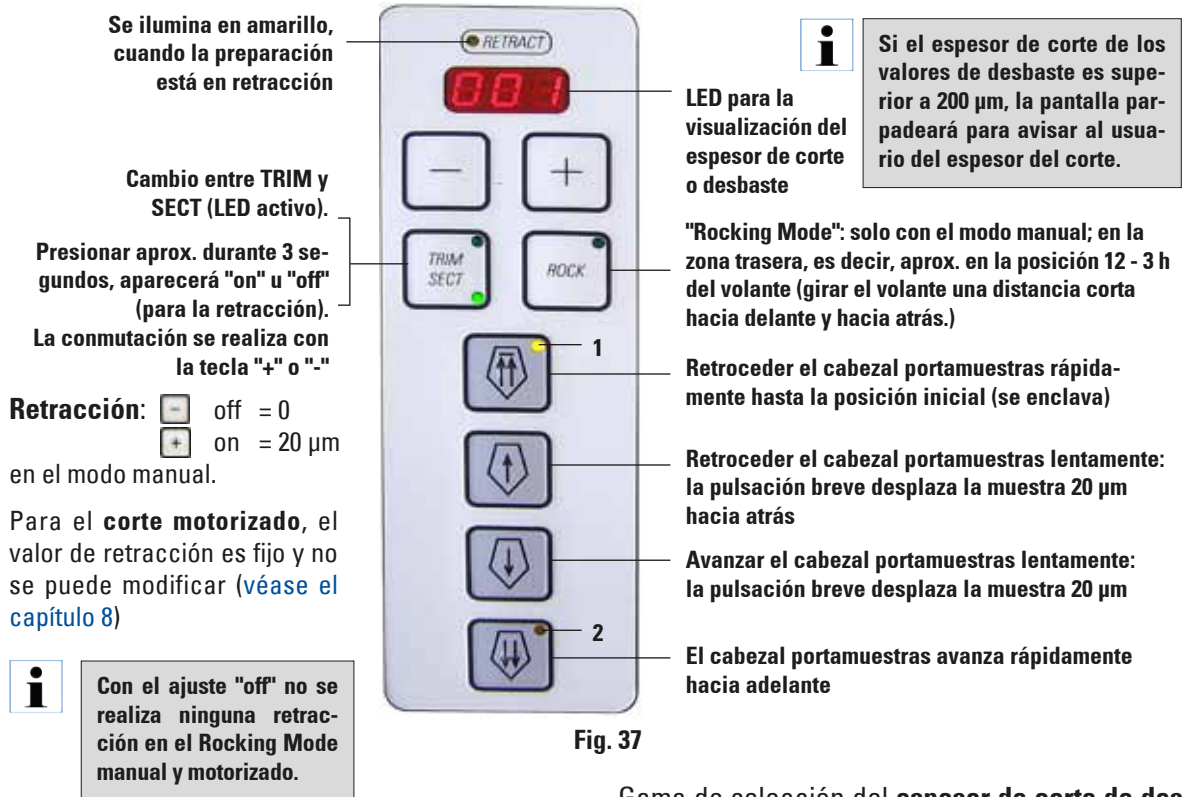 Se ilumina en amarillo,
cuando la preparación
está en retracción
RETRACT
001
LED para la
visualización del
espesor de corte
o desbaste
Si el espesor de corte de los
valores de desbaste es supe-
rior a 200 µm, la pantalla par-
padeará para avisar al usua-
rio del espesor del corte.
Cambio entre TRIM y
SECT (LED activo).
Presionar aprox. durante 3 se-
gundos, aparecerá "on" u "off"
(para la retracción).
La conmutación se realiza con
la tecla "+" o "-"
− +
TRIM
SECT
ROCK
"Rocking Mode": solo con el modo manual; en la
zona trasera, es decir, aprox. en la posición 12 - 3 h
del volante (girar el volante una distancia corta
hacia delante y hacia atrás.)
1
Retroceder el cabezal portamuestras rápida-
mente hasta la posición inicial (se enclava)
Retracción: - off = 0
+ on = 20 µm
en el modo manual.
Retroceder el cabezal portamuestras lentamente:
la pulsación breve desplaza la muestra 20 µm
hacia atrás
Para el corte motorizado, el
valor de retracción es fijo y no
se puede modificar (véase el
capítulo 8)
Avanzar el cabezal portamuestras lentamente:
la pulsación breve desplaza la muestra 20 µm
2
El cabezal portamuestras avanza rápidamente
hacia adelante
i
Con el ajuste "off" no se
realiza ninguna retrac-
ción en el Rocking Mode
manual y motorizado.
i
Fig. 37
Gama de selección del espesor de corte de des